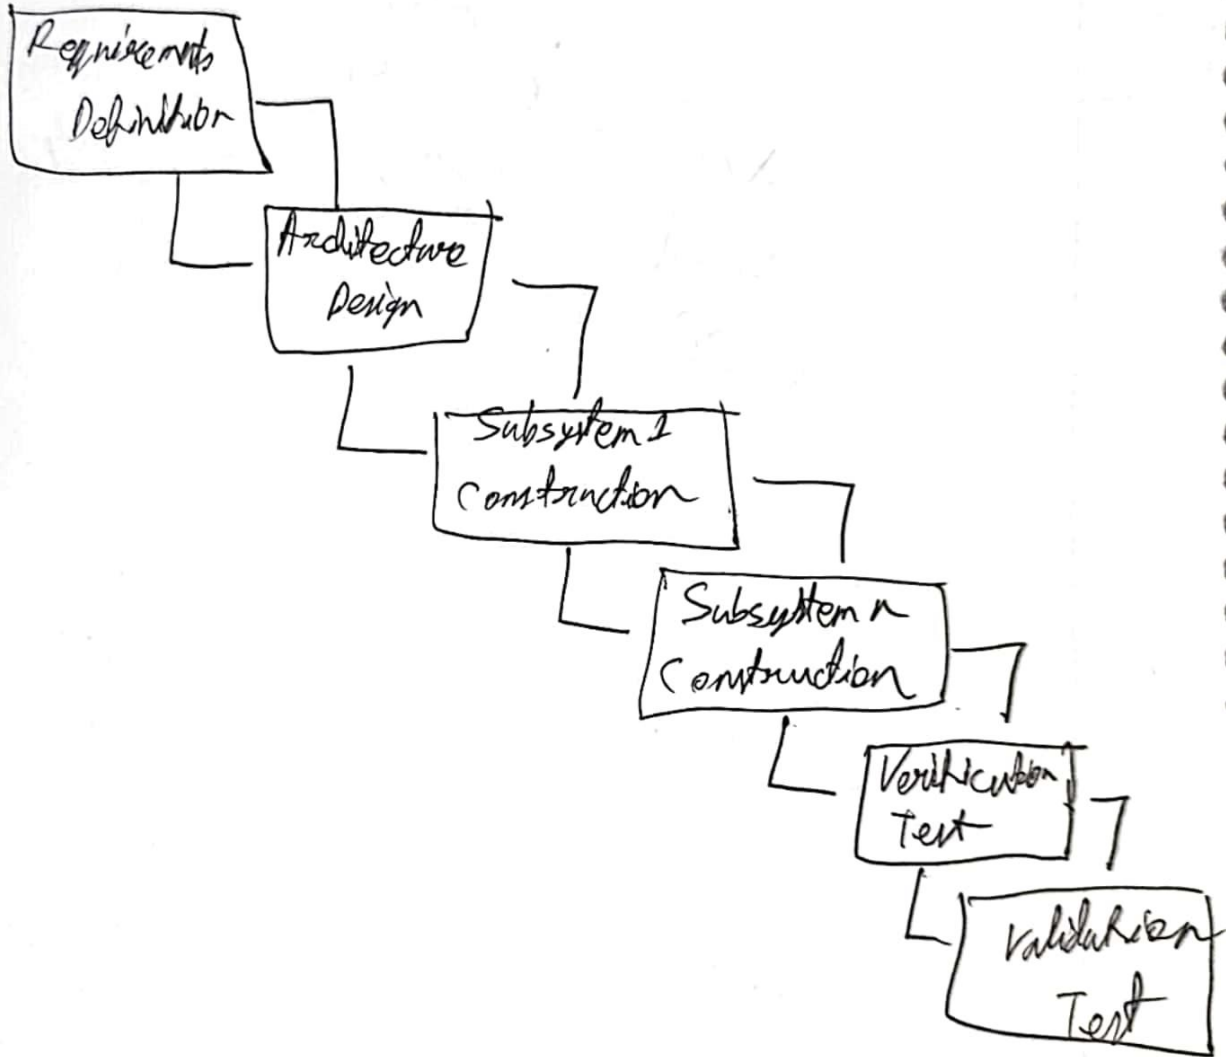 Requirements
Definition
Architecture
Design
Subsystem 1
Construction
Subsystem n
Construction
Verification
Test
Validation
Test